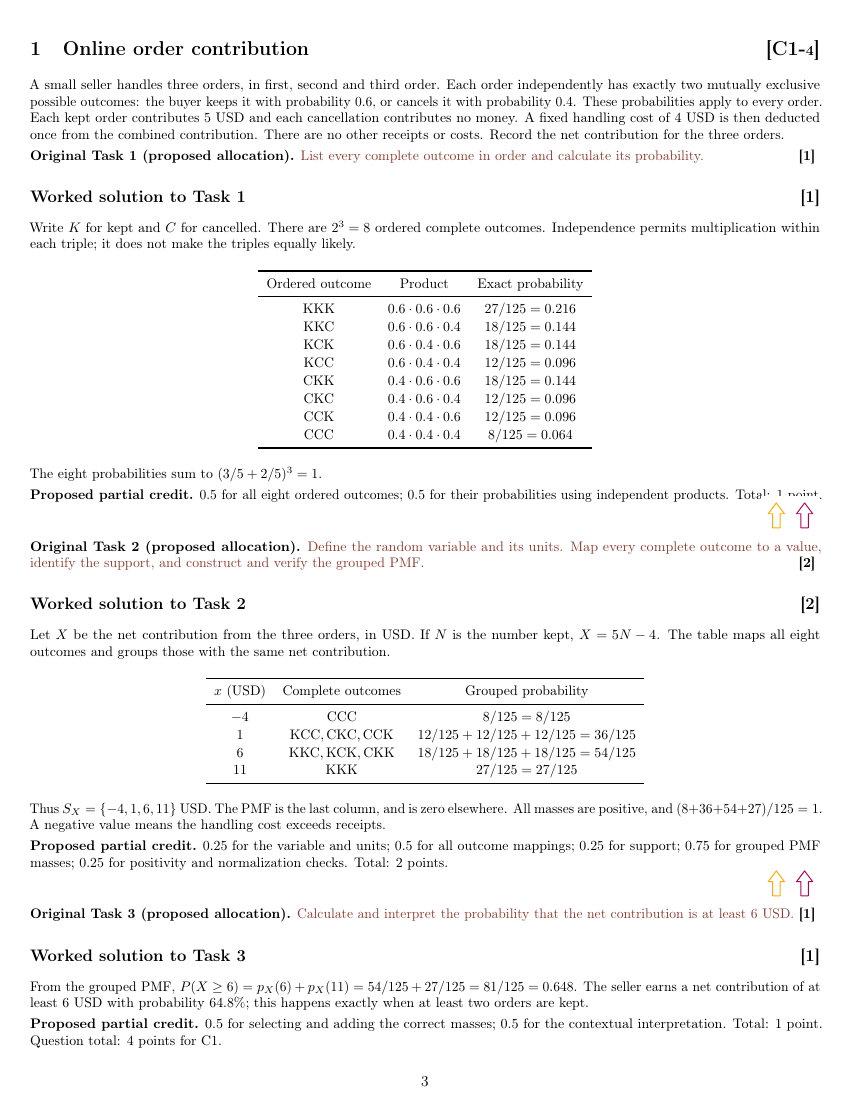 1 Online order contribution [C1-4]
A small seller handles three orders, in first, second and third order. Each order independently has exactly two mutually exclusive
possible outcomes: the buyer keeps it with probability 0.6, or cancels it with probability 0.4. These probabilities apply to every order.
Each kept order contributes 5 USD and each cancellation contributes no money. A fixed handling cost of 4 USD is then deducted
once from the combined contribution. There are no other receipts or costs. Record the net contribution for the three orders.
Original Task 1 (proposed allocation). List every complete outcome in order and calculate its probability. [1]
Worked solution to Task 1 [1]
Write K for kept and C for cancelled. There are 2³ = 8 ordered complete outcomes. Independence permits multiplication within
each triple; it does not make the triples equally likely.
Ordered outcome Product Exact probability
KKK 0.6 · 0.6 · 0.6 27/125 = 0.216
KKC 0.6 · 0.6 · 0.4 18/125 = 0.144
KCK 0.6 · 0.4 · 0.6 18/125 = 0.144
KCC 0.6 · 0.4 · 0.4 12/125 = 0.096
CKK 0.4 · 0.6 · 0.6 18/125 = 0.144
CKC 0.4 · 0.6 · 0.4 12/125 = 0.096
CCK 0.4 · 0.4 · 0.6 12/125 = 0.096
CCC 0.4 · 0.4 · 0.4 8/125 = 0.064
The eight probabilities sum to (3/5 + 2/5)³ = 1.
Proposed partial credit. 0.5 for all eight ordered outcomes; 0.5 for their probabilities using independent products. Total: 1 point.
Original Task 2 (proposed allocation). Define the random variable and its units. Map every complete outcome to a value,
identify the support, and construct and verify the grouped PMF. [2]
Worked solution to Task 2 [2]
Let X be the net contribution from the three orders, in USD. If N is the number kept, X = 5N − 4. The table maps all eight
outcomes and groups those with the same net contribution.
x (USD) Complete outcomes Grouped probability
−4 CCC 8/125 = 8/125
1 KCC, CKC, CCK 12/125 + 12/125 + 12/125 = 36/125
6 KKC, KCK, CKK 18/125 + 18/125 + 18/125 = 54/125
11 KKK 27/125 = 27/125
Thus S_X = {−4, 1, 6, 11} USD. The PMF is the last column, and is zero elsewhere. All masses are positive, and (8+36+54+27)/125 = 1.
A negative value means the handling cost exceeds receipts.
Proposed partial credit. 0.25 for the variable and units; 0.5 for all outcome mappings; 0.25 for support; 0.75 for grouped PMF
masses; 0.25 for positivity and normalization checks. Total: 2 points.
Original Task 3 (proposed allocation). Calculate and interpret the probability that the net contribution is at least 6 USD. [1]
Worked solution to Task 3 [1]
From the grouped PMF, P(X ≥ 6) = p_X(6) + p_X(11) = 54/125 + 27/125 = 81/125 = 0.648. The seller earns a net contribution of at
least 6 USD with probability 64.8%; this happens exactly when at least two orders are kept.
Proposed partial credit. 0.5 for selecting and adding the correct masses; 0.5 for the contextual interpretation. Total: 1 point.
Question total: 4 points for C1.
3